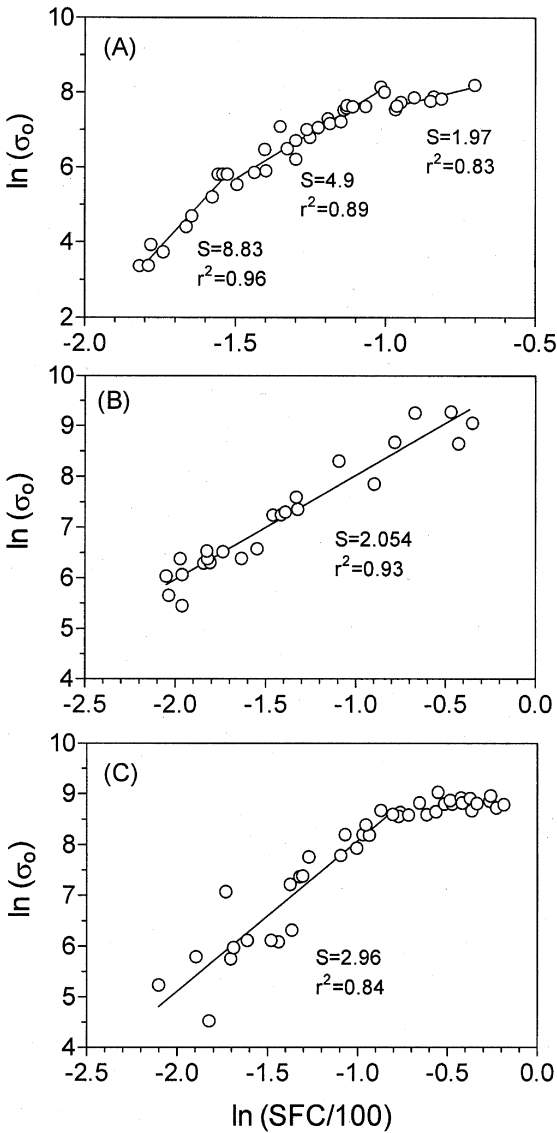 10
(A)
8
ln (σₒ)
6
S=1.97
r²=0.83
S=4.9
r²=0.89
4
S=8.83
r²=0.96
2
-2.0 -1.5 -1.0 -0.5
10
(B)
9
8
ln (σₒ)
7
S=2.054
r²=0.93
6
5
4
-2.5 -2.0 -1.5 -1.0 -0.5 0.0
10
(C)
9
8
ln (σₒ)
7
6
S=2.96
r²=0.84
5
4
-2.5 -2.0 -1.5 -1.0 -0.5 0.0
ln (SFC/100)